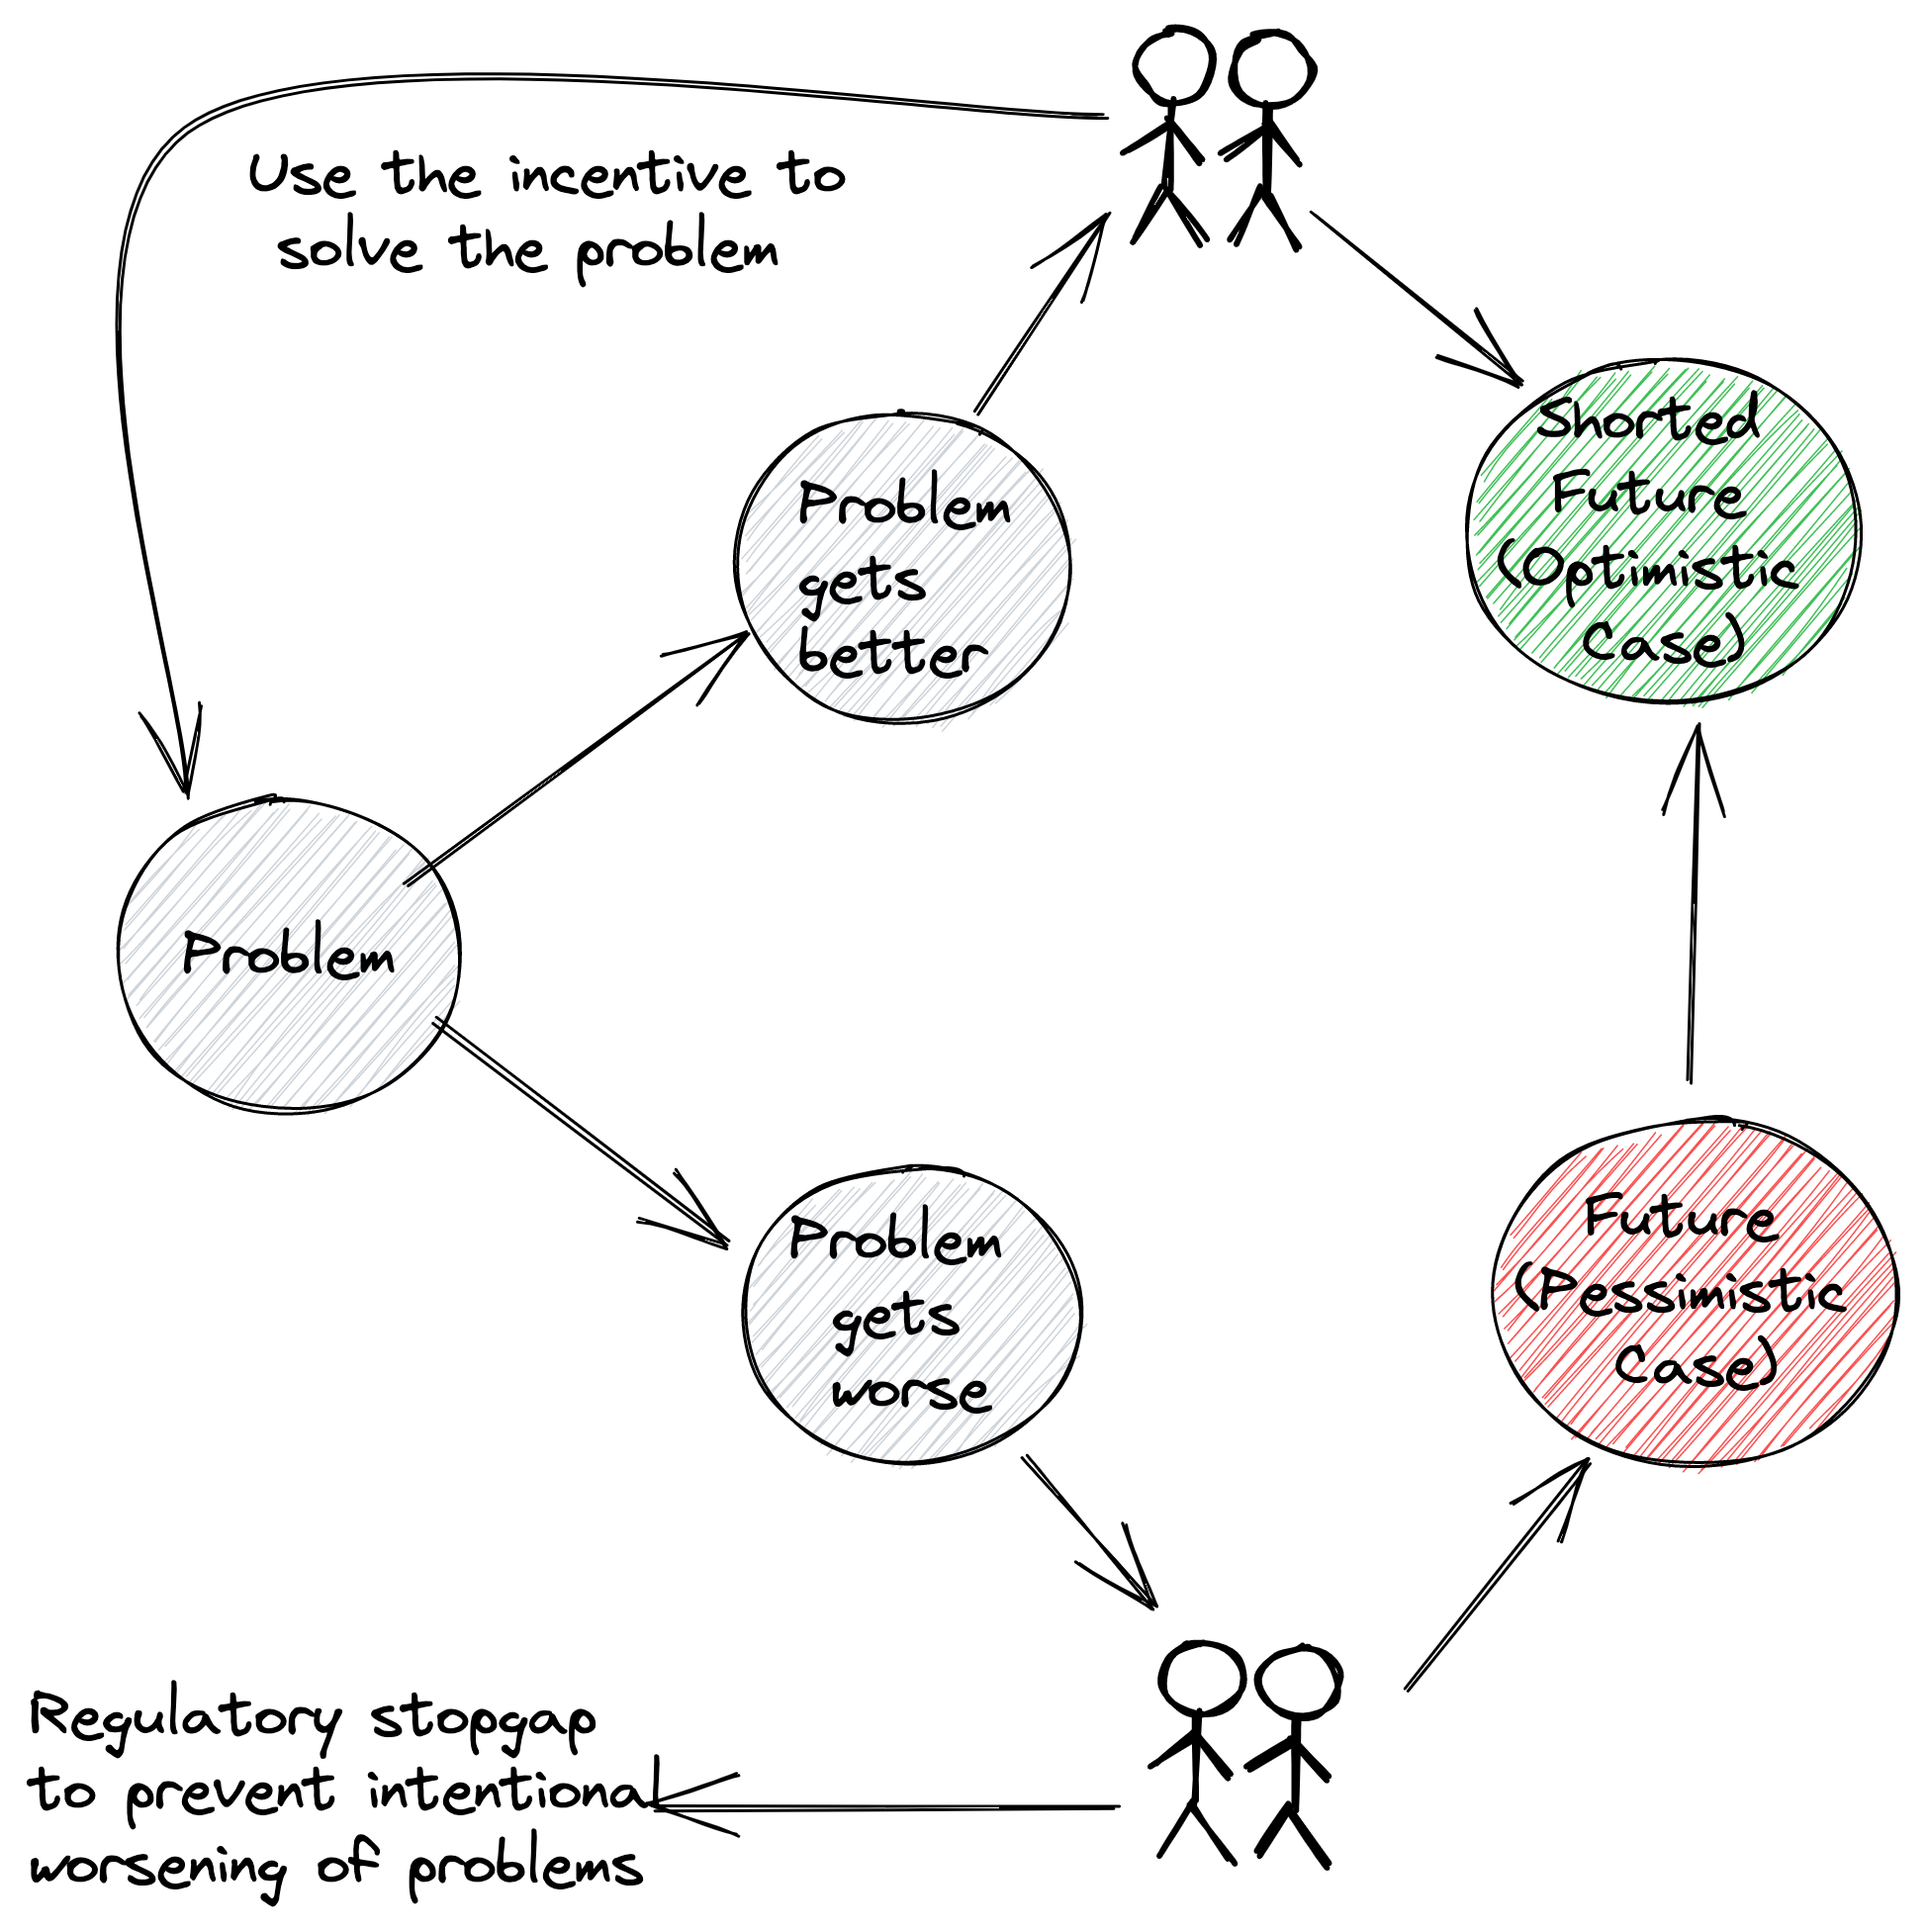 Use the incentive to
solve the problem
Shorted
Future
(Optimistic
Case)
Problem
gets
better
Problem
Problem
gets
worse
Future
(Pessimistic
Case)
Regulatory stopgap
to prevent intentional
worsening of problems